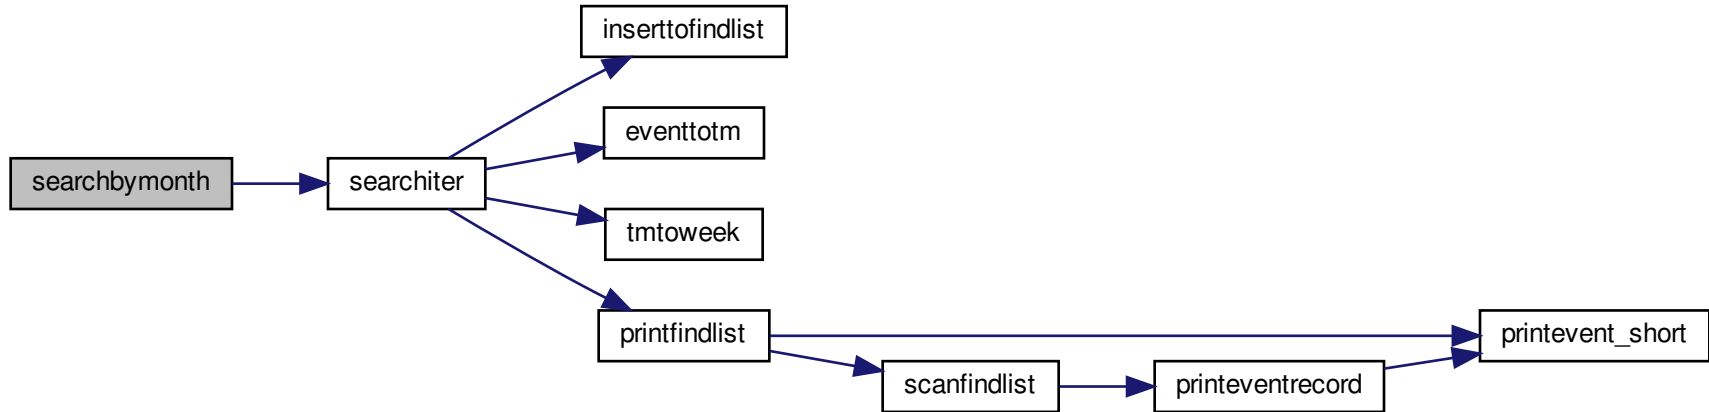 inserttofindlist
eventtotm
searchbymonth
searchiter
tmtoweek
printfindlist
printevent_short
scanfindlist
printeventrecord